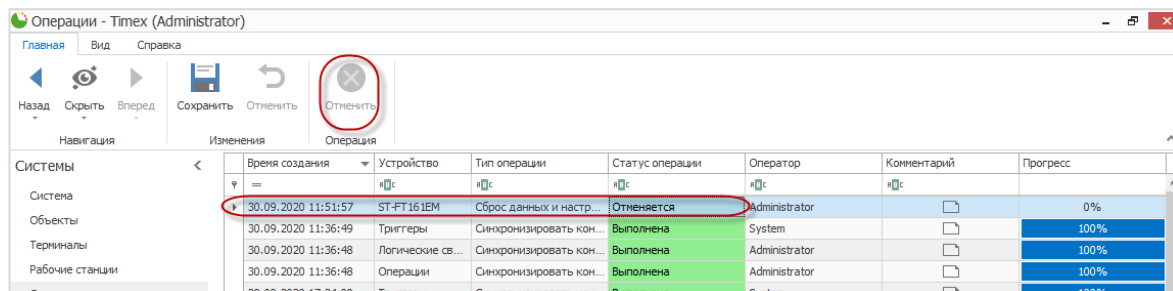 Операции - Timex (Administrator)
Главная Вид Справка
Назад Скрыть Вперед Сохранить Отменить Отменить
Навигация Изменения Операция
Системы
Время создания Устройство Тип операции Статус операции Оператор Комментарий Прогресс
Система
30.09.2020 11:51:57 ST-FT161EM Сброс данных и настр... Отменяется Administrator 0%
Объекты
30.09.2020 11:36:49 Триггеры Синхронизировать кон... Выполнена System 100%
Терминалы
30.09.2020 11:36:48 Логические св... Синхронизировать кон... Выполнена Administrator 100%
Рабочие станции
30.09.2020 11:36:48 Операции Синхронизировать кон... Выполнена Administrator 100%